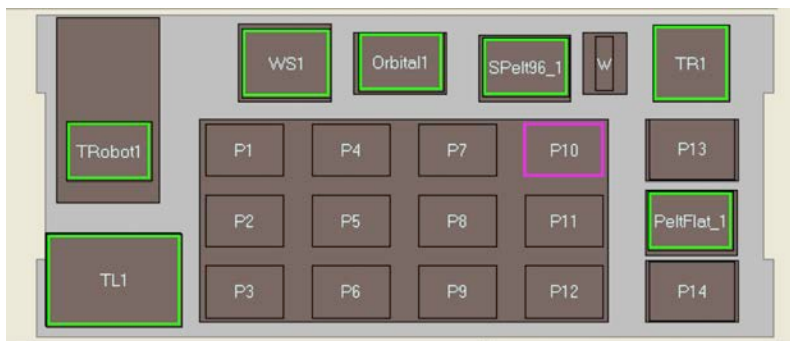 WS1 Orbital1 SPelt96_1 W TR1
TRobot1 P1 P4 P7 P10 P13
P2 P5 P8 P11 PeltFlat_1
TL1 P3 P6 P9 P12 P14